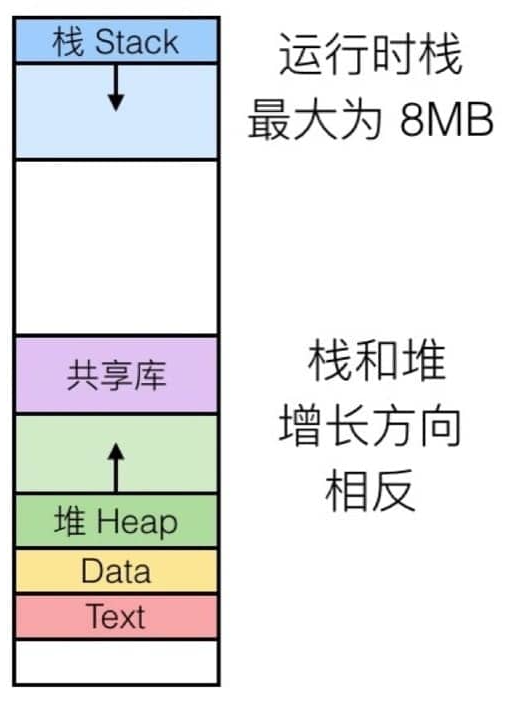 栈 Stack
运行时栈
最大为 8MB
共享库
栈和堆
增长方向
相反
堆 Heap
Data
Text